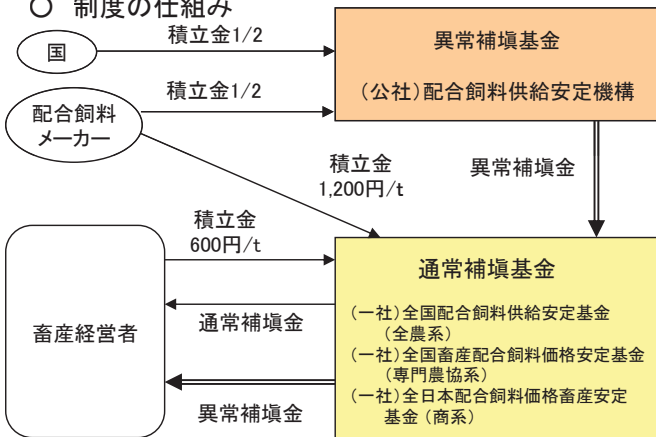 ○ 制度の仕組み
国
積立金1/2
異常補塡基金
(公社)配合飼料供給安定機構
配合飼料
メーカー
積立金1/2
積立金
1,200円/t
異常補塡金
積立金
600円/t
通常補塡基金
畜産経営者
通常補塡金
(一社)全国配合飼料供給安定基金
(全農系)
(一社)全国畜産配合飼料価格安定基金
(専門農協系)
(一社)全日本配合飼料価格畜産安定
基金(商系)
異常補塡金